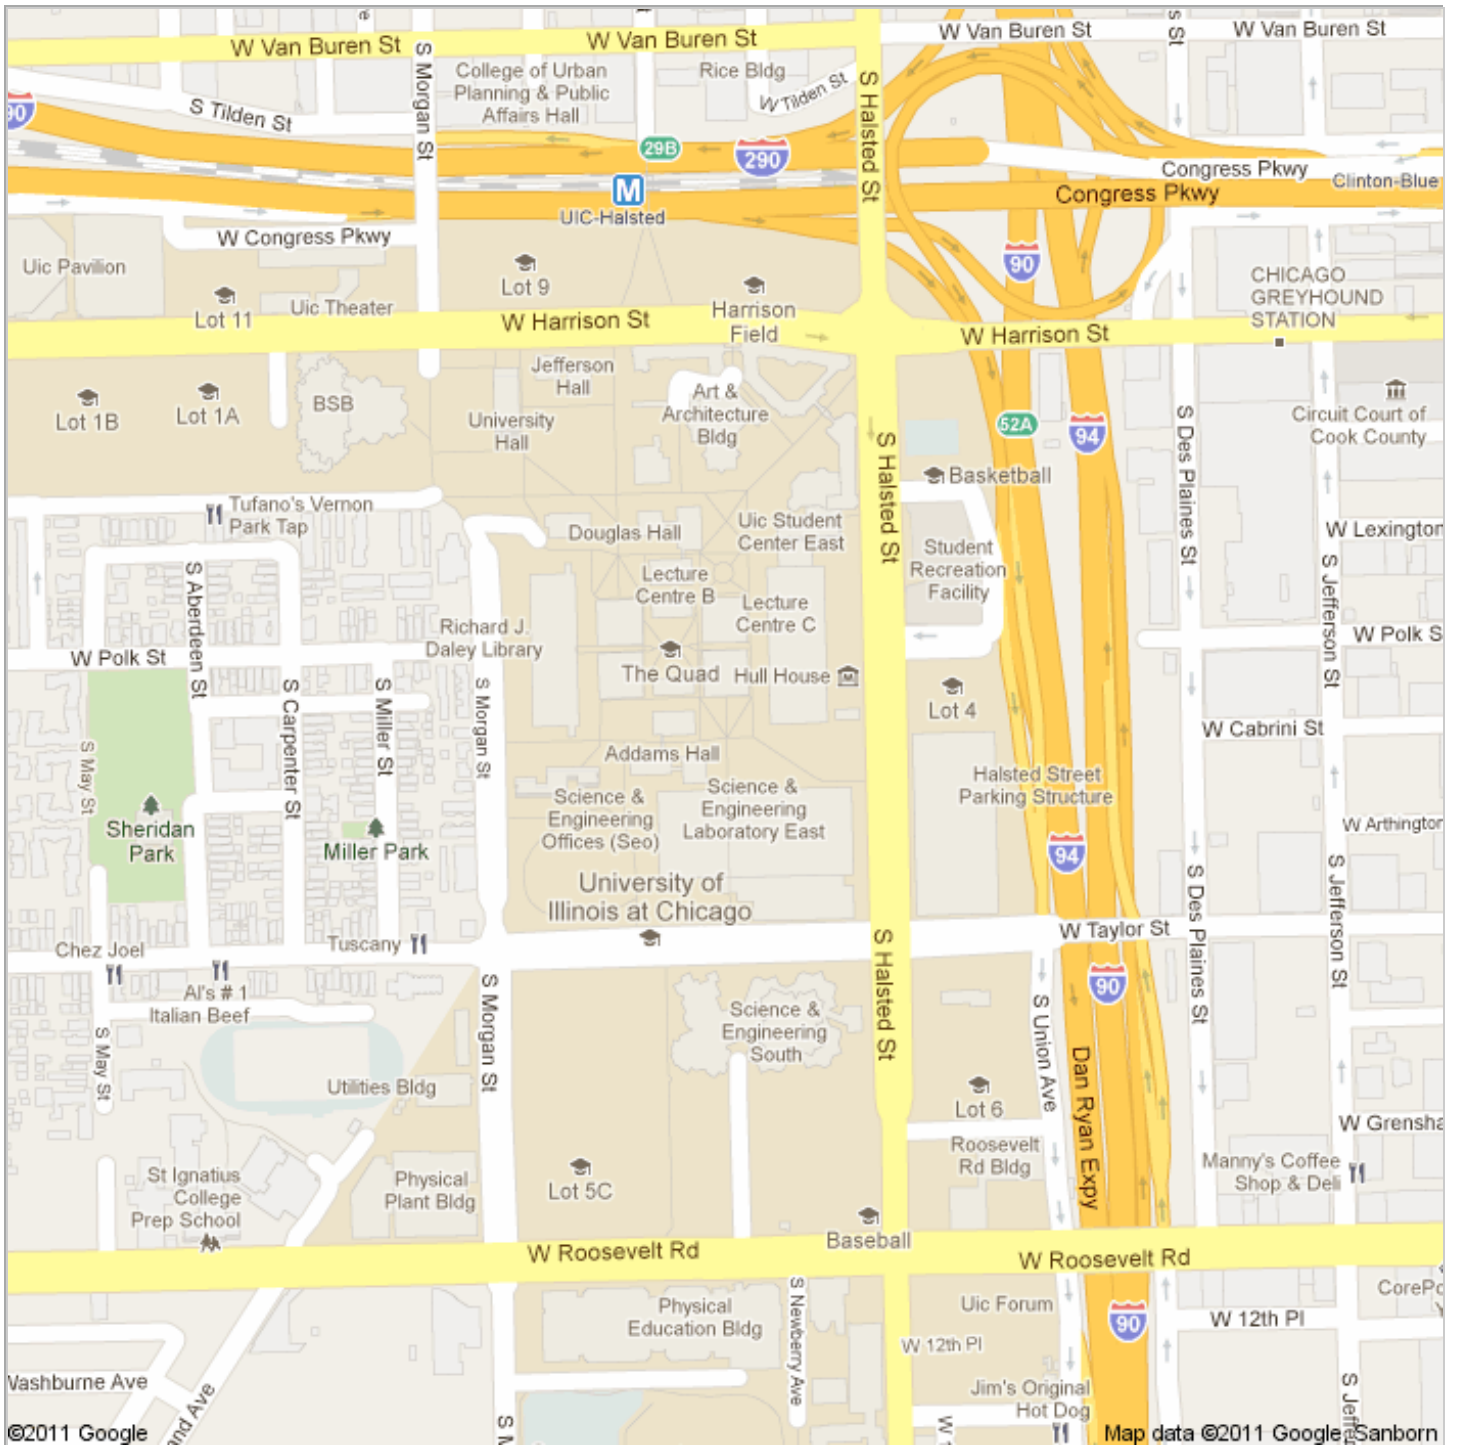 W Van Buren St
W Van Buren St
W Van Buren St
W Van Buren St
S Morgan St
College of Urban
Planning & Public
Affairs Hall
Rice Bldg
W Tilden St
S Halsted St
S Tilden St
90
29B
290
Congress Pkwy
Clinton-Blue
Congress Pkwy
M
UIC-Halsted
W Congress Pkwy
Uic Pavilion
Lot 9
90
CHICAGO
GREYHOUND
STATION
Lot 11
Uic Theater
Harrison
Field
W Harrison St
W Harrison St
Jefferson
Hall
Lot 1B
Lot 1A
BSB
University
Hall
Art &
Architecture
Bldg
52A
94
Circuit Court of
Cook County
S Halsted St
S Des Plaines St
Basketball
Tufano's Vernon
Park Tap
Douglas Hall
Uic Student
Center East
Student
Recreation
Facility
W Lexington
S Aberdeen St
Lecture
Centre B
Lecture
Centre C
S Jefferson St
W Polk St
Richard J.
Daley Library
W Polk S
The Quad
Hull House
Lot 4
S May St
S Carpenter St
S Miller St
S Morgan St
W Cabrini St
Addams Hall
Halsted Street
Parking Structure
Science &
Engineering
Offices (Seo)
Science &
Engineering
Laboratory East
Sheridan
Park
Miller Park
W Arthington
94
University of
Illinois at Chicago
S Des Plaines St
S Jefferson St
Chez Joel
Tuscany
W Taylor St
S Halsted St
Al's # 1
Italian Beef
S Morgan St
90
S May St
Science &
Engineering
South
S Union Ave
Utilities Bldg
Dan Ryan Expy
Lot 6
W Grensha
Roosevelt
Rd Bldg
Manny's Coffee
Shop & Deli
St Ignatius
College
Prep School
Physical
Plant Bldg
Lot 5C
Baseball
W Roosevelt Rd
W Roosevelt Rd
CorePo
Y
Physical
Education Bldg
S Newberry Ave
Uic Forum
90
W 12th Pl
W 12th Pl
Washburne Ave
and Ave
Jim's Original
Hot Dog
S Jeffe
S M
W 1
©2011 Google
Map data ©2011 Google, Sanborn